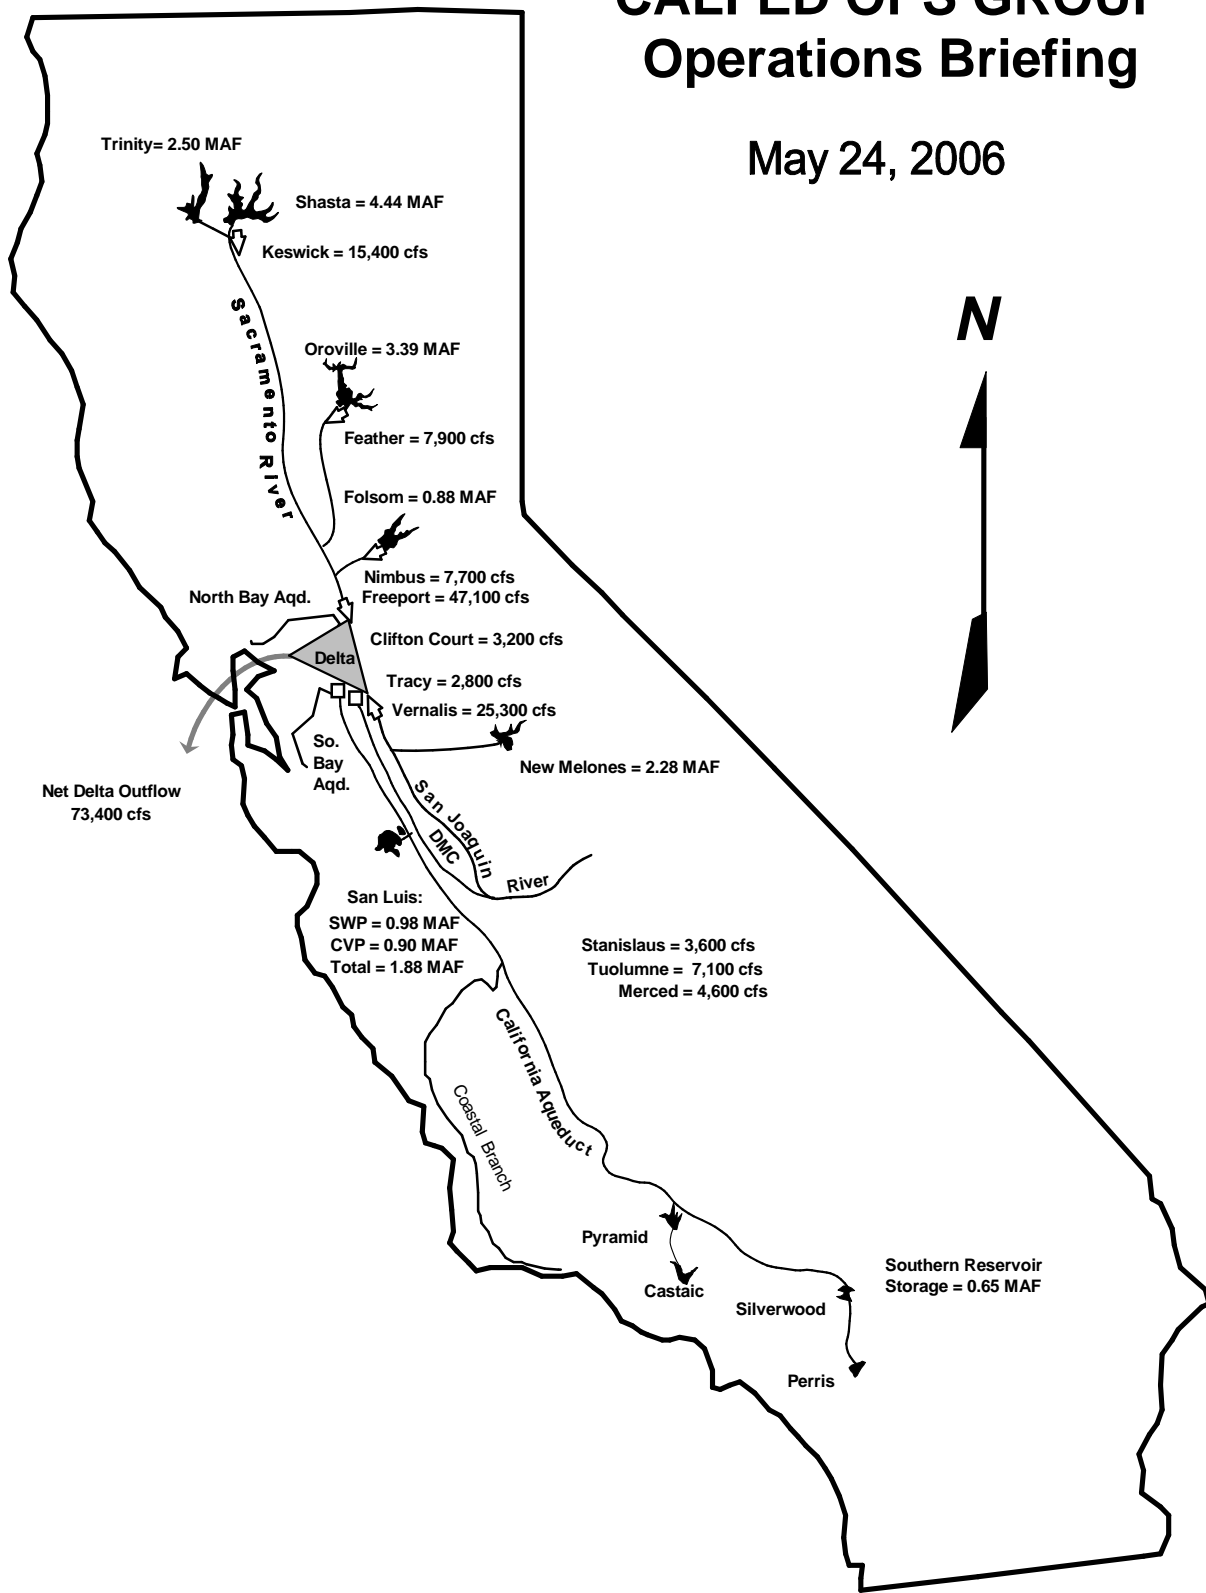 CALFED OPS GROUP
Operations Briefing
May 24, 2006
Trinity= 2.50 MAF
Shasta = 4.44 MAF
Keswick = 15,400 cfs
Sacramento River
N
Oroville = 3.39 MAF
Feather = 7,900 cfs
Folsom = 0.88 MAF
Nimbus = 7,700 cfs
North Bay Aqd.
Freeport = 47,100 cfs
Clifton Court = 3,200 cfs
Delta
Tracy = 2,800 cfs
Vernalis = 25,300 cfs
So.
Bay
Aqd.
New Melones = 2.28 MAF
Net Delta Outflow
73,400 cfs
San Joaquin
River
DMC
San Luis:
SWP = 0.98 MAF
CVP = 0.90 MAF
Total = 1.88 MAF
Stanislaus = 3,600 cfs
Tuolumne = 7,100 cfs
Merced = 4,600 cfs
California Aqueduct
Coastal Branch
Pyramid
Castaic
Silverwood
Southern Reservoir
Storage = 0.65 MAF
Perris